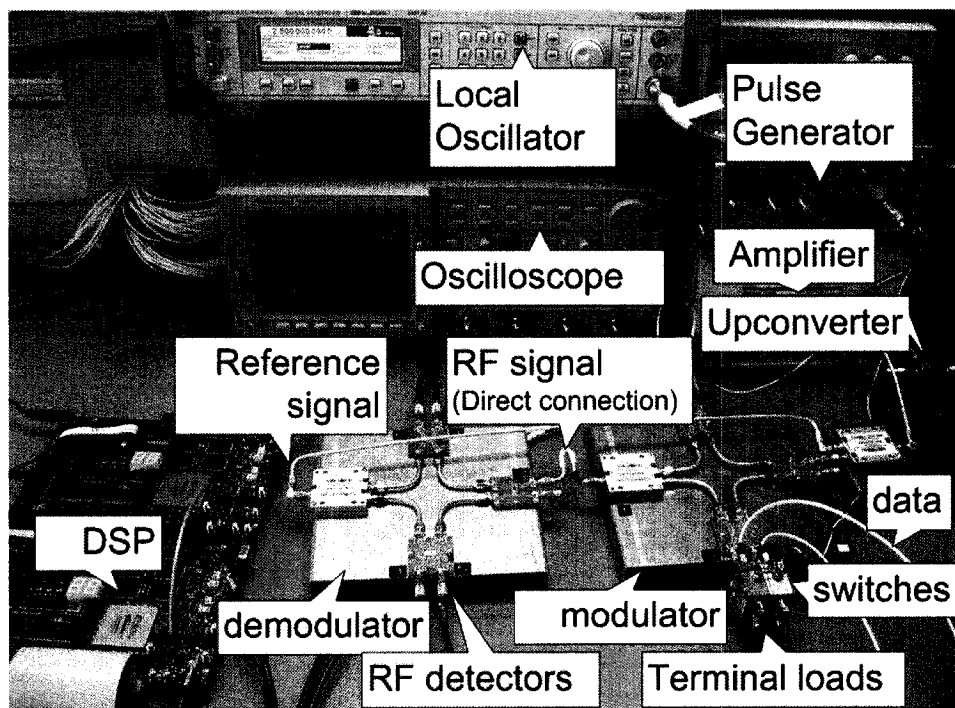 Local
Oscillator
Pulse
Generator
Amplifier
Oscilloscope
Upconverter
Reference
signal
RF signal
(Direct connection)
data
DSP
switches
demodulator
modulator
RF detectors
Terminal loads